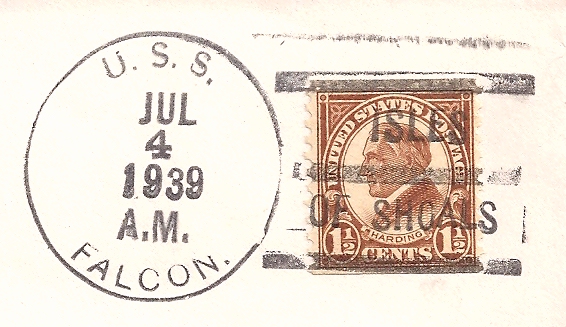 U. S. S.
JUL
4
1939
A.M.
FALCON.
ISLES
OF SHOALS
UNITED STATES POSTAGE
HARDING
1½ CENTS 1½